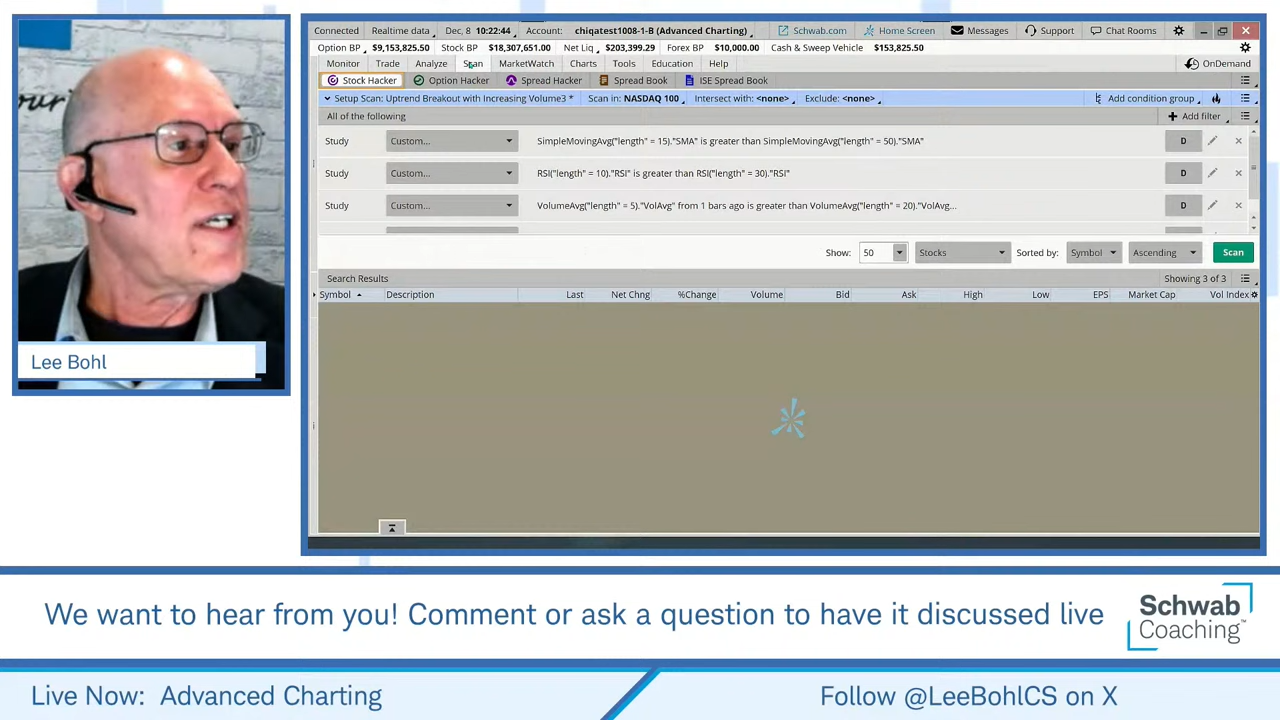 our
Lee Bohl
Connected Realtime data Dec, 8 10:22:44 Account: chiqatest1008-1-B (Advanced Charting) Schwab.com Home Screen Messages Support Chat Rooms
Option BP $9,153,825.50 Stock BP $18,307,651.00 Net Liq $203,399.29 Forex BP $10,000.00 Cash & Sweep Vehicle $153,825.50
Monitor Trade Analyze Scan MarketWatch Charts Tools Education Help OnDemand
Stock Hacker Option Hacker Spread Hacker Spread Book ISE Spread Book
Setup Scan: Uptrend Breakout with Increasing Volume3 * Scan in: NASDAQ 100 Intersect with: <none> Exclude: <none> Add condition group
All of the following Add filter
Study Custom... SimpleMovingAvg("length" = 15)."SMA" is greater than SimpleMovingAvg("length" = 50)."SMA" D
Study Custom... RSI("length" = 10)."RSI" is greater than RSI("length" = 30)."RSI" D
Study Custom... VolumeAvg("length" = 5)."VolAvg" from 1 bars ago is greater than VolumeAvg("length" = 20)."VolAvg... D
Show: 50 Stocks Sorted by: Symbol Ascending Scan
Search Results Showing 3 of 3
Symbol Description Last Net Chng %Change Volume Bid Ask High Low EPS Market Cap Vol Index
We want to hear from you! Comment or ask a question to have it discussed live
Schwab
Coaching™
Live Now: Advanced Charting
Follow @LeeBohlCS on X